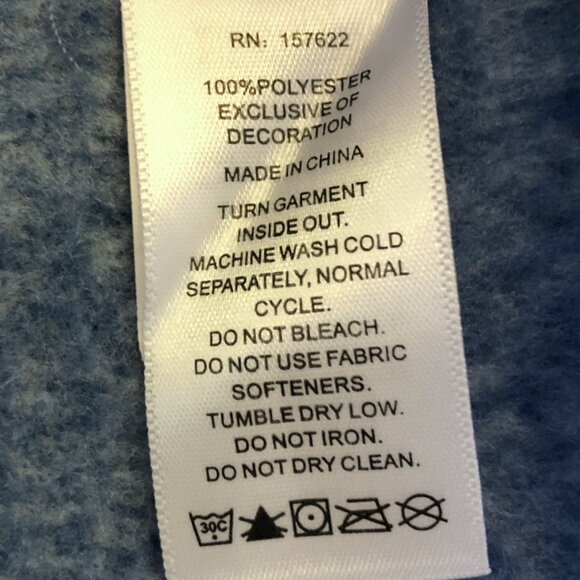 RN: 157622
100%POLYESTER
EXCLUSIVE OF
DECORATION
MADE IN CHINA
TURN GARMENT
INSIDE OUT.
MACHINE WASH COLD
SEPARATELY, NORMAL
CYCLE.
DO NOT BLEACH.
DO NOT USE FABRIC
SOFTENERS.
TUMBLE DRY LOW.
DO NOT IRON.
DO NOT DRY CLEAN.
30C